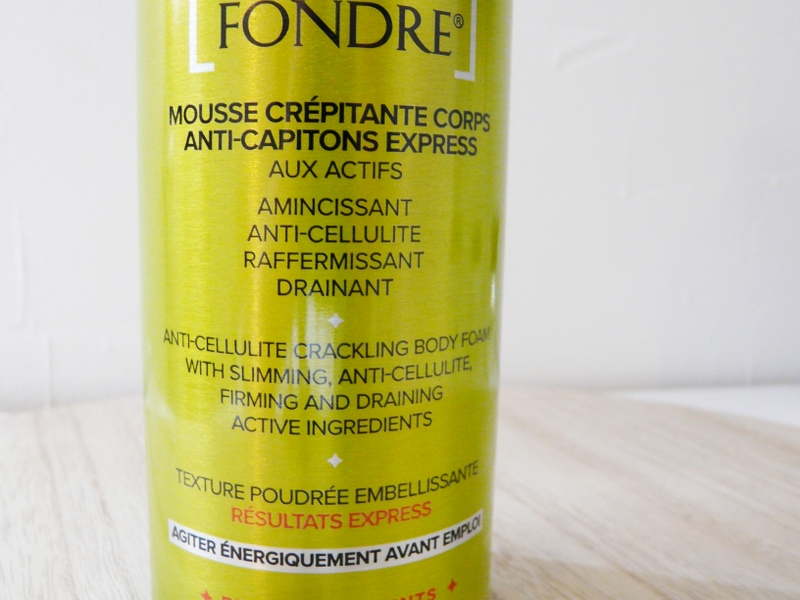 FONDRE®
MOUSSE CRÉPITANTE CORPS
ANTI-CAPITONS EXPRESS
AUX ACTIFS
AMINCISSANT
ANTI-CELLULITE
RAFFERMISSANT
DRAINANT
ANTI-CELLULITE CRACKLING BODY FOAM
WITH SLIMMING, ANTI-CELLULITE,
FIRMING AND DRAINING
ACTIVE INGREDIENTS
TEXTURE POUDRÉE EMBELLISSANTE
RÉSULTATS EXPRESS
AGITER ÉNERGIQUEMENT AVANT EMPLOI